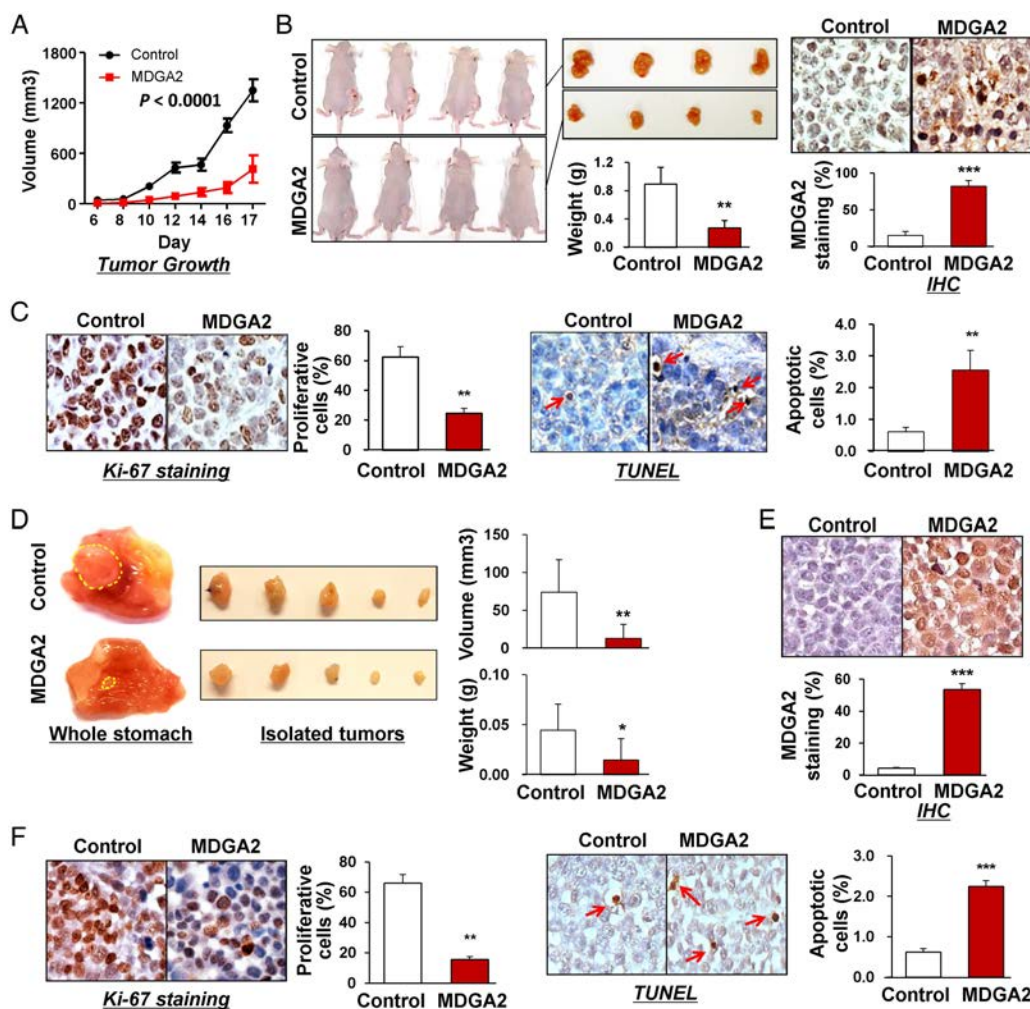 A
1800
Control
MDGA2
P < 0.0001
1200
600
0
Volume (mm3)
6 8 10 12 14 16 17
Day
Tumor Growth
B
Control
MDGA2
1.2
0.8
0.4
0.0
Weight (g)
**
Control MDGA2
Control MDGA2
100
50
0
MDGA2
staining (%)
***
Control MDGA2
IHC
C
Control MDGA2
Ki-67 staining
80
60
40
20
0
Proliferative
cells (%)
**
Control MDGA2
Control MDGA2
TUNEL
4.0
3.0
2.0
1.0
0.0
Apoptotic
cells (%)
**
Control MDGA2
D
Control
MDGA2
Whole stomach
Isolated tumors
150
100
50
0
Volume (mm3)
**
0.10
0.05
0.00
Weight (g)
*
Control MDGA2
E
Control MDGA2
60
40
20
0
MDGA2
staining (%)
***
Control MDGA2
IHC
F
Control MDGA2
Ki-67 staining
80
60
40
20
0
Proliferative
cells (%)
**
Control MDGA2
Control MDGA2
TUNEL
3.0
2.0
1.0
0.0
Apoptotic
cells (%)
***
Control MDGA2